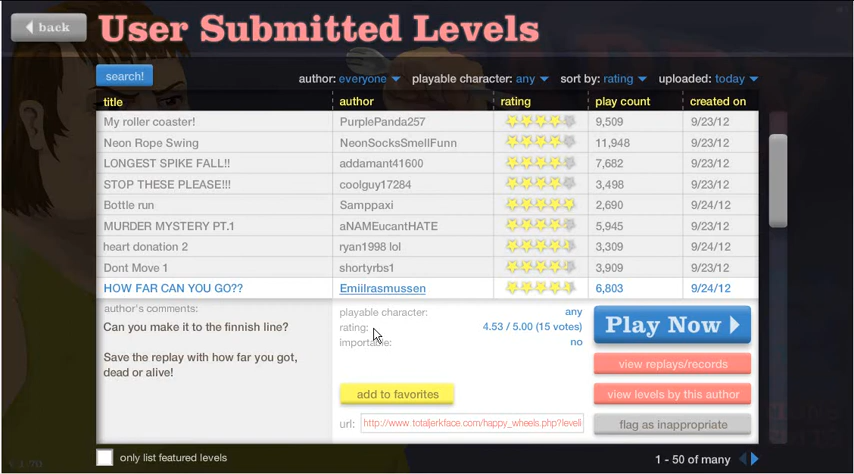 back
User Submitted Levels
search!
author: everyone playable character: any sort by: rating uploaded: today
title author rating play count created on
My roller coaster! PurplePanda257 9,509 9/23/12
Neon Rope Swing NeonSocksSmellFunn 11,948 9/23/12
LONGEST SPIKE FALL!! addamant41600 7,682 9/23/12
STOP THESE PLEASE!!! coolguy17284 3,498 9/23/12
Bottle run Samppaxi 2,690 9/24/12
MURDER MYSTERY PT.1 aNAMEucantHATE 5,945 9/23/12
heart donation 2 ryan1998 lol 3,309 9/24/12
Dont Move 1 shortyrbs1 3,909 9/23/12
HOW FAR CAN YOU GO?? Emiilrasmussen 6,803 9/24/12
author's comments:
Can you make it to the finnish line?
Save the replay with how far you got,
dead or alive!
playable character: any
rating: 4.53 / 5.00 (15 votes)
importable: no
add to favorites
url: http://www.totaljerkface.com/happy_wheels.php?leveli
Play Now
view replays/records
view levels by this author
flag as inappropriate
only list featured levels
1 - 50 of many